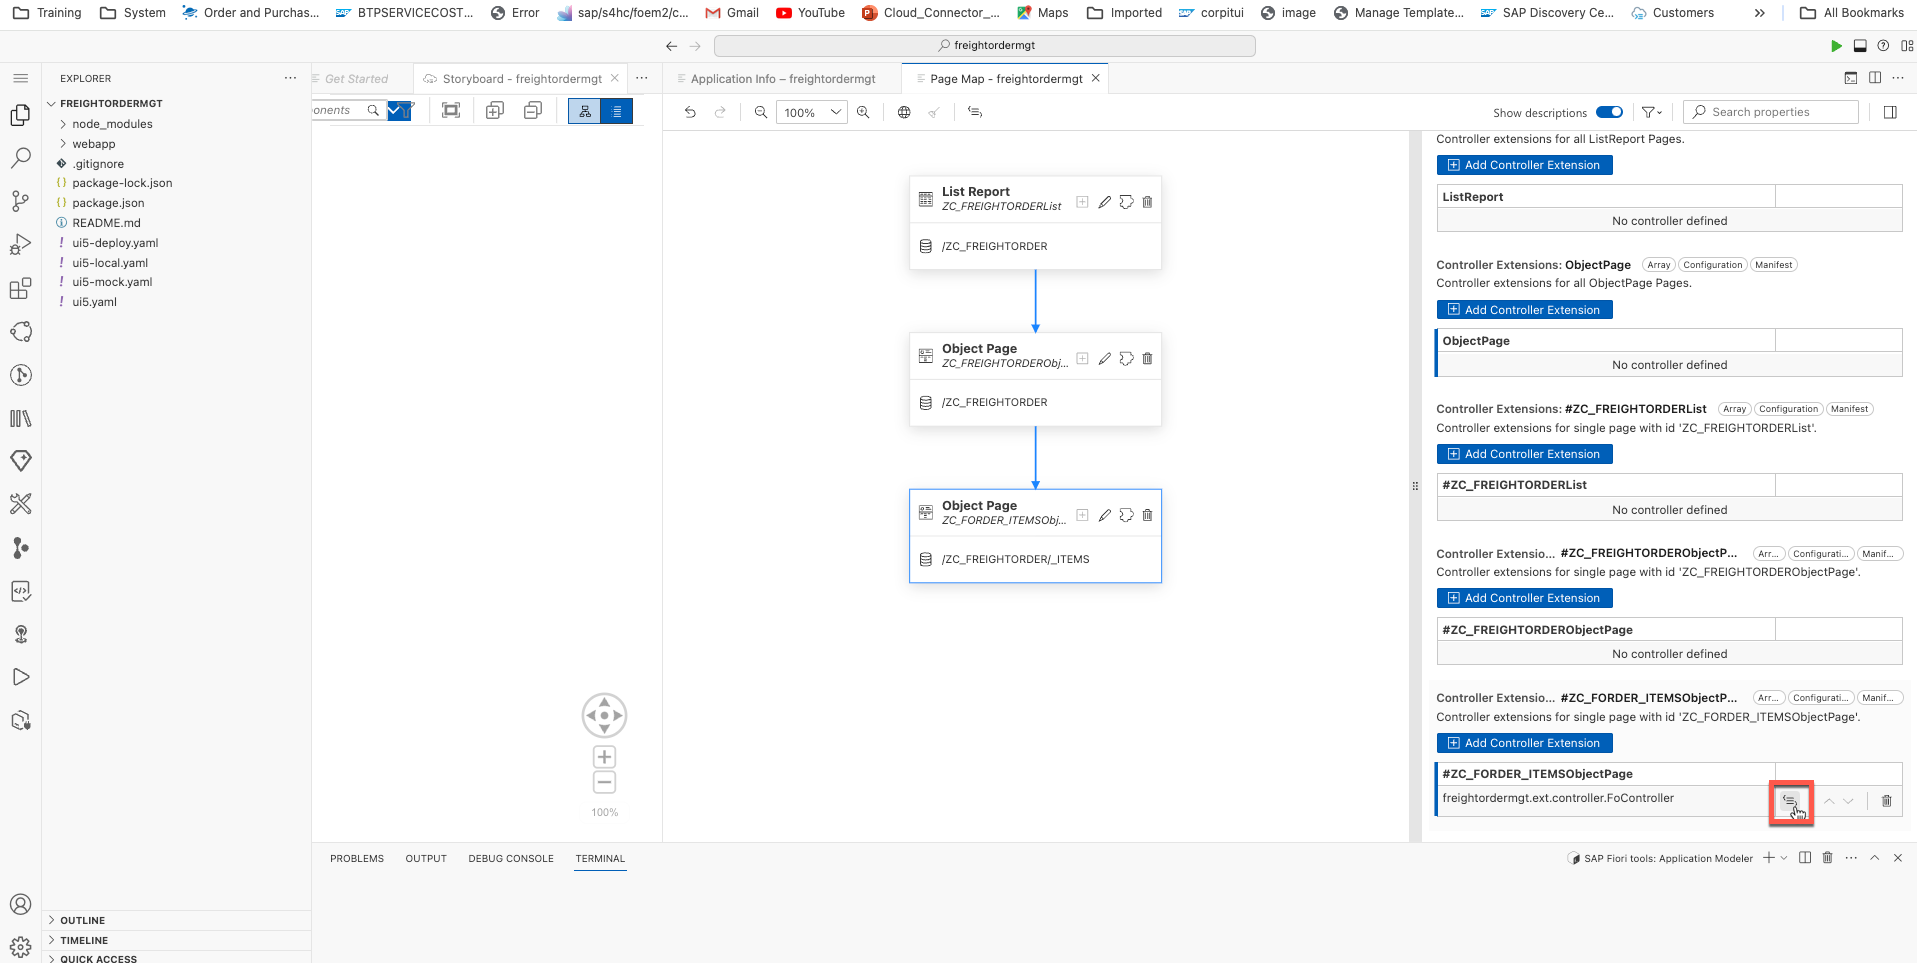 Training
System
Order and Purchas...
BTPSERVICECOST...
Error
sap/s4hc/foem2/c...
Gmail
YouTube
Cloud_Connector_...
Maps
Imported
corpitui
image
Manage Template...
SAP Discovery Ce...
Customers
All Bookmarks
freightordermgt
EXPLORER
Get Started
Storyboard - freightordermgt
Application Info – freightordermgt
Page Map - freightordermgt
FREIGHTORDERMGT
node_modules
webapp
.gitignore
package-lock.json
package.json
README.md
ui5-deploy.yaml
ui5-local.yaml
ui5-mock.yaml
ui5.yaml
onents
100%
Show descriptions
Search properties
List Report
ZC_FREIGHTORDERList
/ZC_FREIGHTORDER
Object Page
ZC_FREIGHTORDERObj...
/ZC_FREIGHTORDER
Object Page
ZC_FORDER_ITEMSObj...
/ZC_FREIGHTORDER/_ITEMS
100%
Controller extensions for all ListReport Pages.
Add Controller Extension
ListReport
No controller defined
Controller Extensions: ObjectPage Array Configuration Manifest
Controller extensions for all ObjectPage Pages.
Add Controller Extension
ObjectPage
No controller defined
Controller Extensions: #ZC_FREIGHTORDERList Array Configuration Manifest
Controller extensions for single page with id 'ZC_FREIGHTORDERList'.
Add Controller Extension
#ZC_FREIGHTORDERList
No controller defined
Controller Extensio... #ZC_FREIGHTORDERObjectP... Arr... Configurati... Manif...
Controller extensions for single page with id 'ZC_FREIGHTORDERObjectPage'.
Add Controller Extension
#ZC_FREIGHTORDERObjectPage
No controller defined
Controller Extensio... #ZC_FORDER_ITEMSObjectP... Arr... Configurati... Manif...
Controller extensions for single page with id 'ZC_FORDER_ITEMSObjectPage'.
Add Controller Extension
#ZC_FORDER_ITEMSObjectPage
freightordermgt.ext.controller.FoController
PROBLEMS
OUTPUT
DEBUG CONSOLE
TERMINAL
SAP Fiori tools: Application Modeler
OUTLINE
TIMELINE
QUICK ACCESS